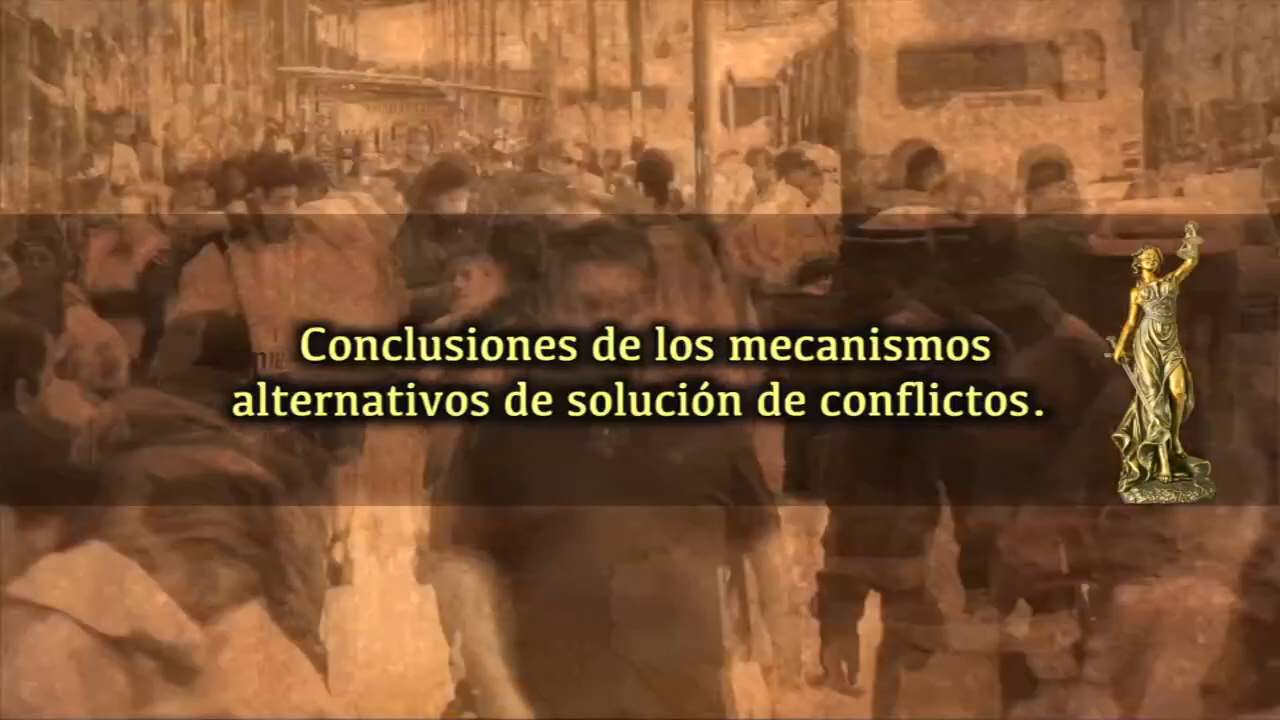 Conclusiones de los mecanismos
alternativos de solución de conflictos.